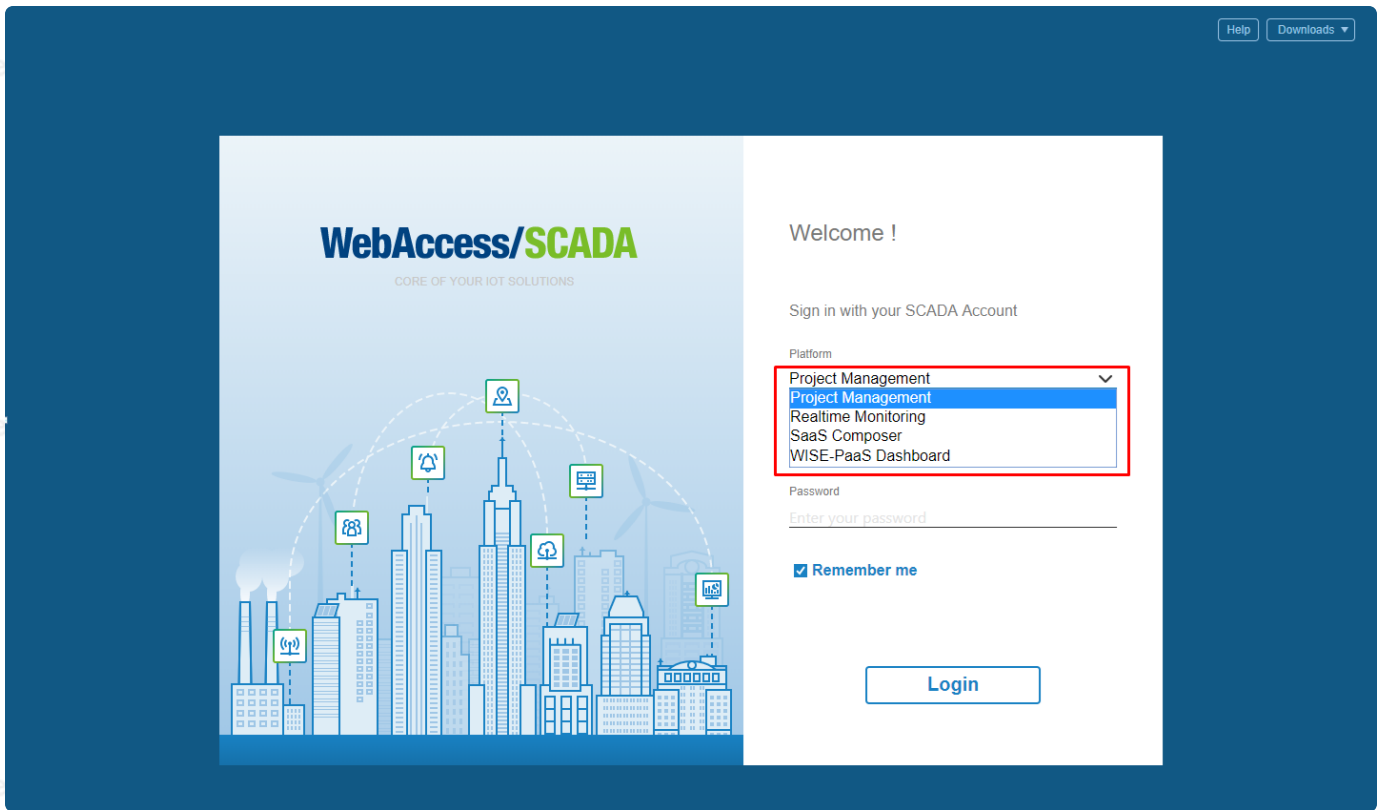 Help
Downloads
WebAccess/SCADA
CORE OF YOUR IOT SOLUTIONS
Welcome !
Sign in with your SCADA Account
Platform
Project Management
Project Management
Realtime Monitoring
SaaS Composer
WISE-PaaS Dashboard
Password
Enter your password
Remember me
Login